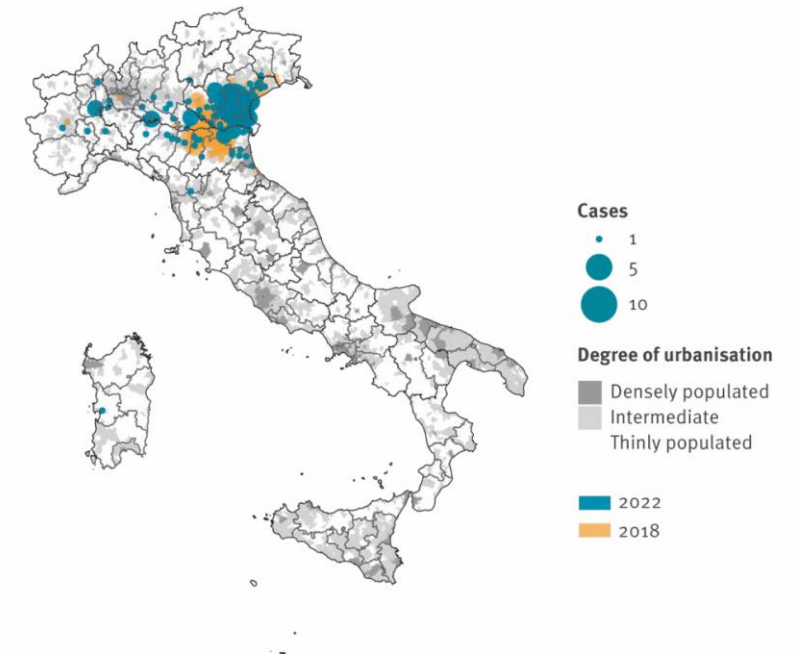 Cases
1
5
10
Degree of urbanisation
Densely populated
Intermediate
Thinly populated
2022
2018